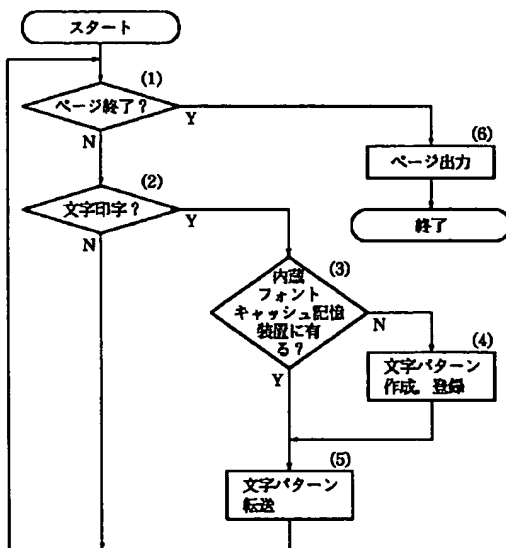 スタート
(1)
ページ終了？
Y
N
(6)
ページ出力
終了
(2)
文字印字？
Y
N
(3)
内蔵
フォント
キャッシュ記憶
装置に有
る？
N
Y
(4)
文字パターン
作成，登録
(5)
文字パターン
転送